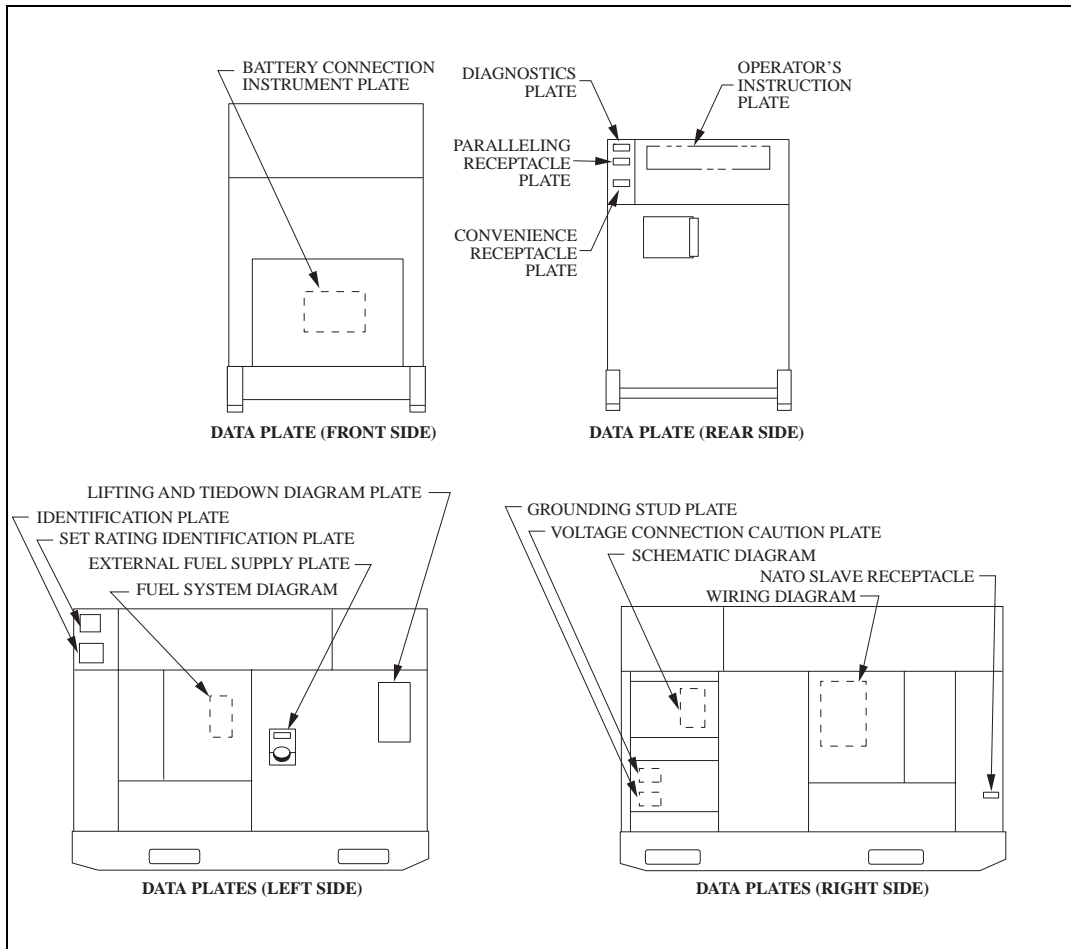 BATTERY CONNECTION
INSTRUMENT PLATE
DIAGNOSTICS
PLATE
OPERATOR'S
INSTRUCTION
PLATE
PARALLELING
RECEPTACLE
PLATE
CONVENIENCE
RECEPTACLE
PLATE
DATA PLATE (FRONT SIDE)
DATA PLATE (REAR SIDE)
LIFTING AND TIEDOWN DIAGRAM PLATE
IDENTIFICATION PLATE
SET RATING IDENTIFICATION PLATE
EXTERNAL FUEL SUPPLY PLATE
FUEL SYSTEM DIAGRAM
GROUNDING STUD PLATE
VOLTAGE CONNECTION CAUTION PLATE
SCHEMATIC DIAGRAM
NATO SLAVE RECEPTACLE
WIRING DIAGRAM
DATA PLATES (LEFT SIDE)
DATA PLATES (RIGHT SIDE)